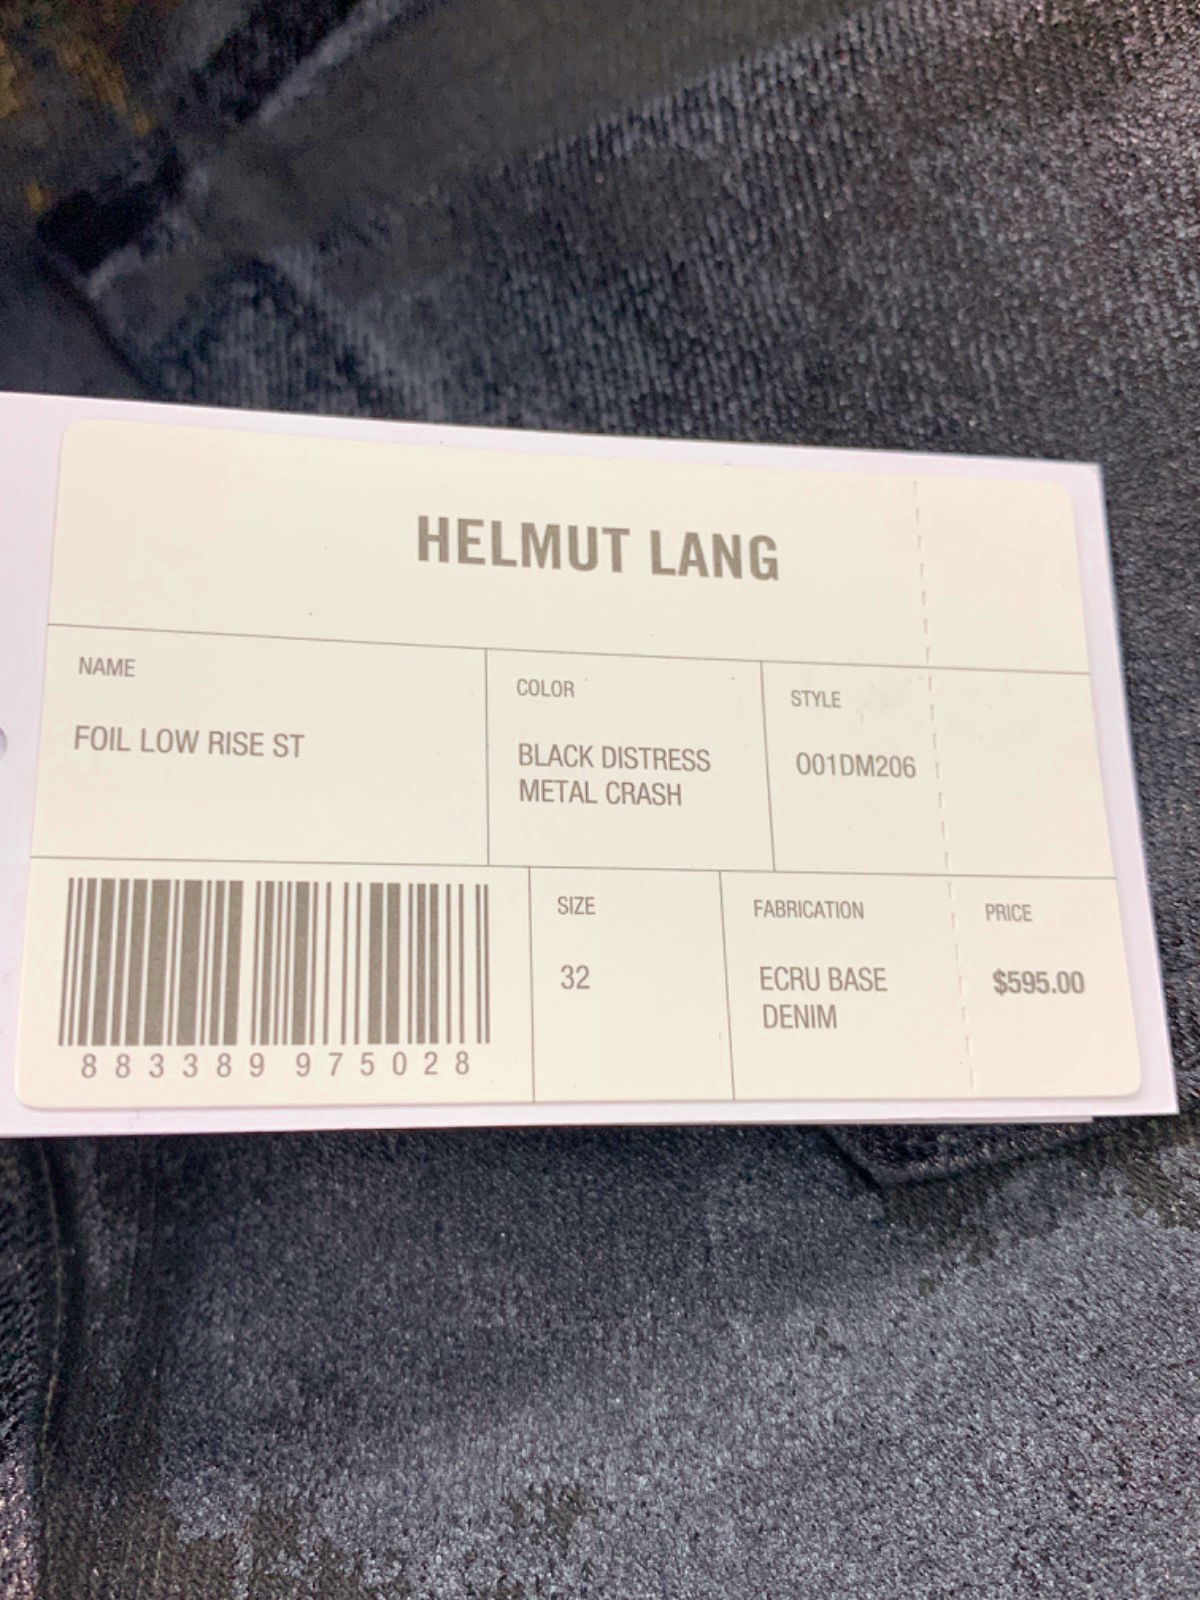 HELMUT LANG
NAME
FOIL LOW RISE ST
COLOR
BLACK DISTRESS
METAL CRASH
STYLE
O01DM206
883389 975028
SIZE
32
FABRICATION
ECRU BASE
DENIM
PRICE
$595.00